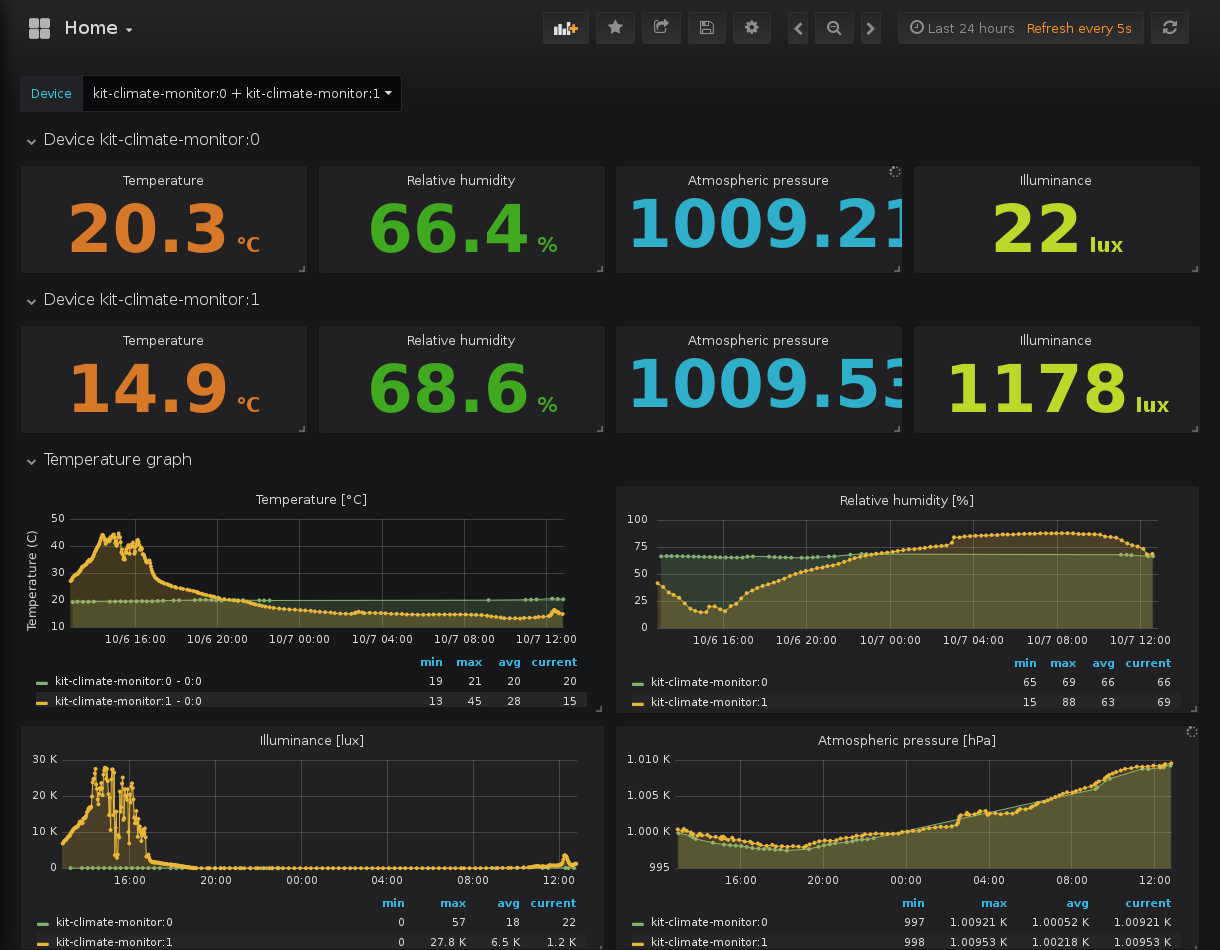 Home
Last 24 hours Refresh every 5s
Device kit-climate-monitor:0 + kit-climate-monitor:1
Device kit-climate-monitor:0
Temperature Relative humidity Atmospheric pressure Illuminance
20.3 °C 66.4 % 1009.21 22 lux
Device kit-climate-monitor:1
Temperature Relative humidity Atmospheric pressure Illuminance
14.9 °C 68.6 % 1009.53 1178 lux
Temperature graph
Temperature [°C]
Temperature (C)
50
40
30
20
10
10/6 16:00 10/6 20:00 10/7 00:00 10/7 04:00 10/7 08:00 10/7 12:00
min max avg current
kit-climate-monitor:0 - 0:0 19 21 20 20
kit-climate-monitor:1 - 0:0 13 45 28 15
Relative humidity [%]
100
75
50
25
0
10/6 16:00 10/6 20:00 10/7 00:00 10/7 04:00 10/7 08:00 10/7 12:00
min max avg current
kit-climate-monitor:0 65 69 66 66
kit-climate-monitor:1 15 88 63 69
Illuminance [lux]
30 K
20 K
10 K
0
16:00 20:00 00:00 04:00 08:00 12:00
min max avg current
kit-climate-monitor:0 0 57 18 22
kit-climate-monitor:1 0 27.8 K 6.5 K 1.2 K
Atmospheric pressure [hPa]
1.010 K
1.005 K
1.000 K
995
16:00 20:00 00:00 04:00 08:00 12:00
min max avg current
kit-climate-monitor:0 997 1.00921 K 1.00052 K 1.00921 K
kit-climate-monitor:1 998 1.00953 K 1.00218 K 1.00953 K